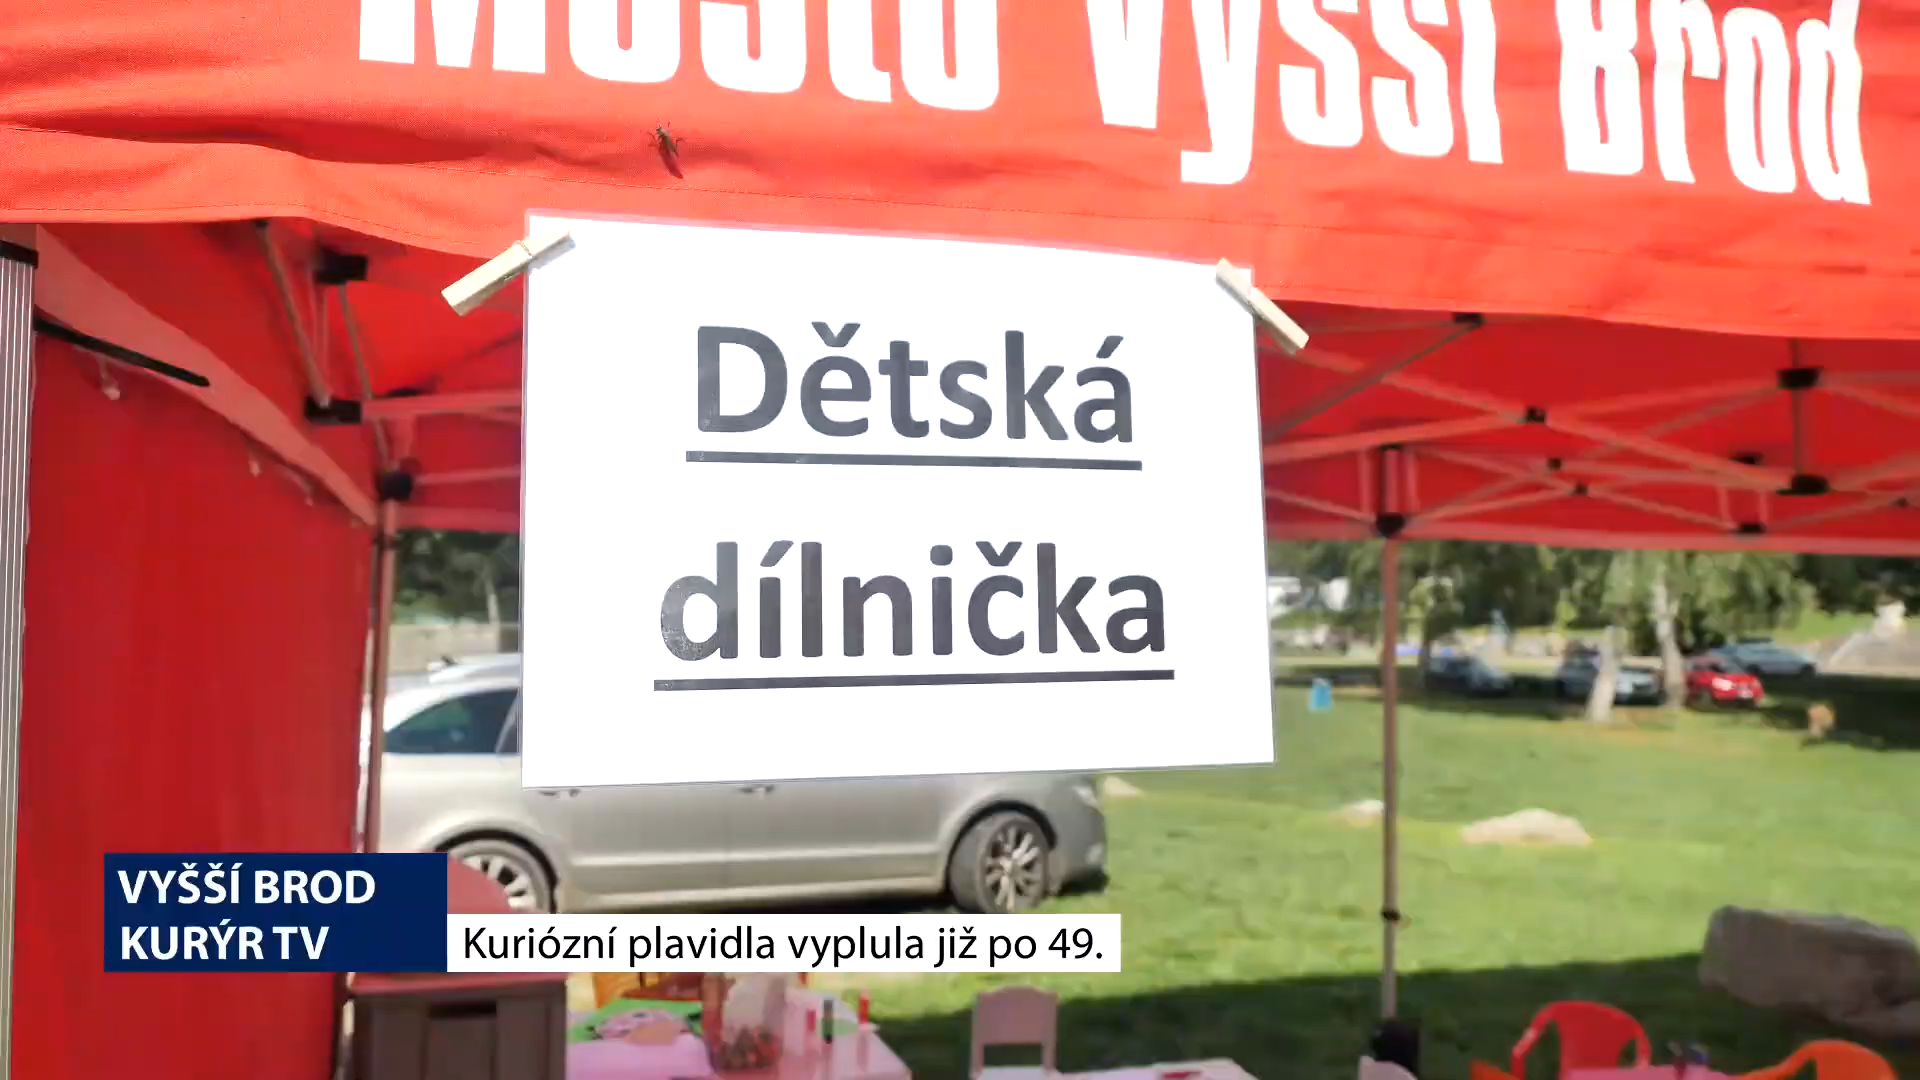 Město Vyšší Brod
Dětská
dílnička
VYŠŠÍ BROD
KURÝR TV
Kuriózní plavidla vyplula již po 49.